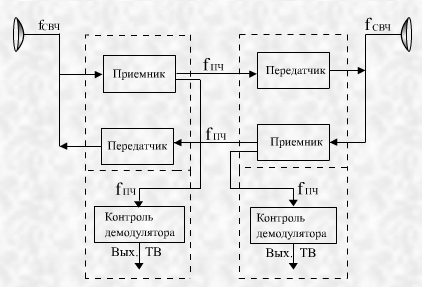 fСВЧ
fСВЧ
fПЧ
Приемник
Передатчик
fПЧ
Передатчик
Приемник
fПЧ
fПЧ
Контроль
демодулятора
Контроль
демодулятора
Вых. ТВ
Вых. ТВ